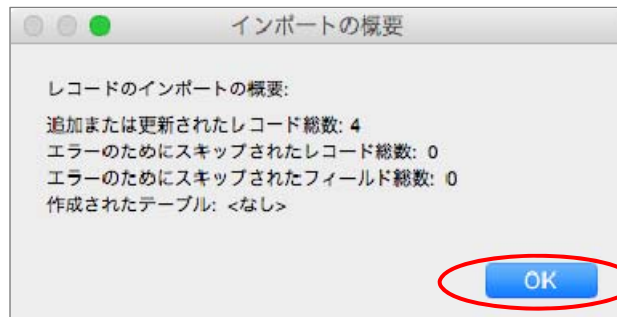 インポートの概要
レコードのインポートの概要:
追加または更新されたレコード総数: 4
エラーのためにスキップされたレコード総数: 0
エラーのためにスキップされたフィールド総数: 0
作成されたテーブル: <なし>
OK